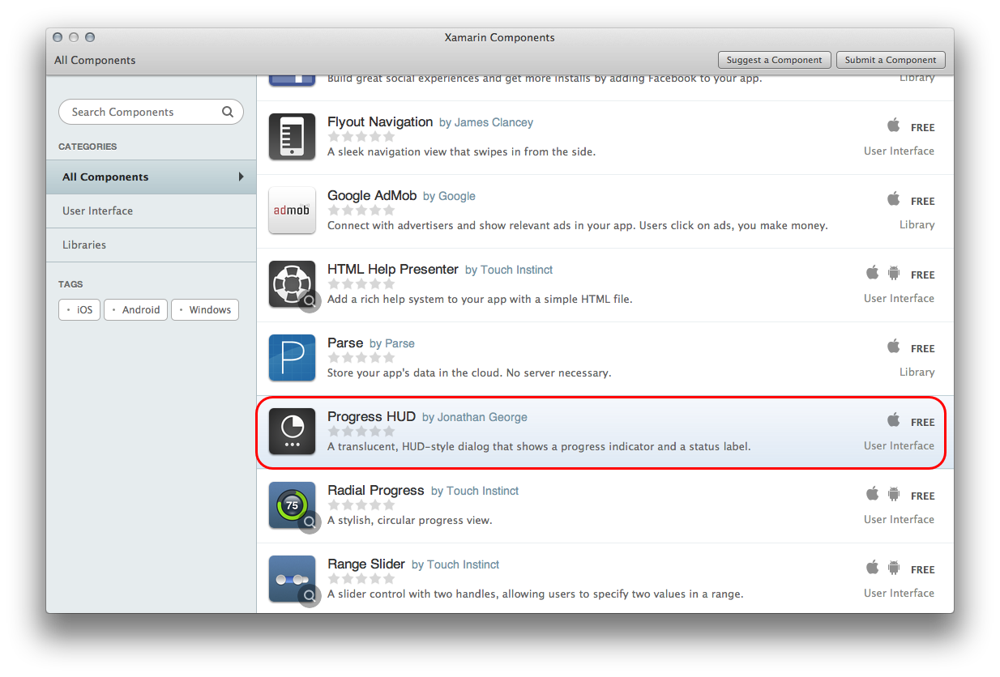 Xamarin Components
All Components
Suggest a Component
Submit a Component
Search Components
CATEGORIES
All Components
User Interface
Libraries
TAGS
• iOS
• Android
• Windows
Build great social experiences and get more installs by adding Facebook to your app.
Library
Flyout Navigation by James Clancey
FREE
A sleek navigation view that swipes in from the side.
User Interface
admob
Google AdMob by Google
FREE
Connect with advertisers and show relevant ads in your app. Users click on ads, you make money.
Library
HTML Help Presenter by Touch Instinct
FREE
Add a rich help system to your app with a simple HTML file.
User Interface
P
Parse by Parse
FREE
Store your app's data in the cloud. No server necessary.
Library
Progress HUD by Jonathan George
FREE
A translucent, HUD-style dialog that shows a progress indicator and a status label.
User Interface
75
Radial Progress by Touch Instinct
FREE
A stylish, circular progress view.
User Interface
Range Slider by Touch Instinct
FREE
A slider control with two handles, allowing users to specify two values in a range.
User Interface